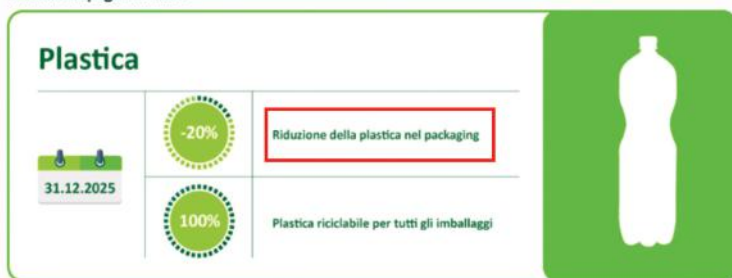 Plastica
31.12.2025
-20%
Riduzione della plastica nel packaging
100%
Plastica riciclabile per tutti gli imballaggi